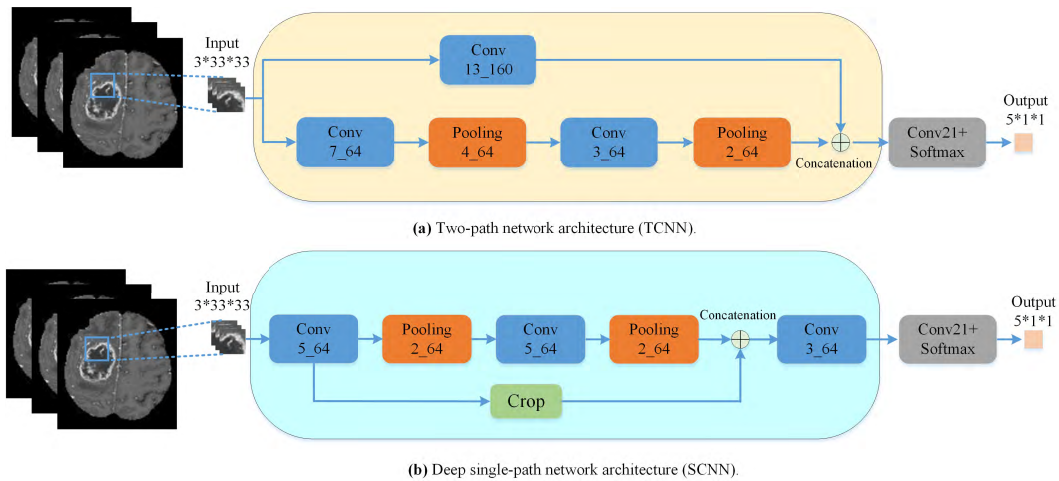 Input
3*33*33
Conv
13_160
Conv
7_64
Pooling
4_64
Conv
3_64
Pooling
2_64
Concatenation
Conv21+
Softmax
Output
5*1*1
(a) Two-path network architecture (TCNN).
Input
3*33*33
Conv
5_64
Pooling
2_64
Conv
5_64
Pooling
2_64
Concatenation
Conv
3_64
Crop
Conv21+
Softmax
Output
5*1*1
(b) Deep single-path network architecture (SCNN).